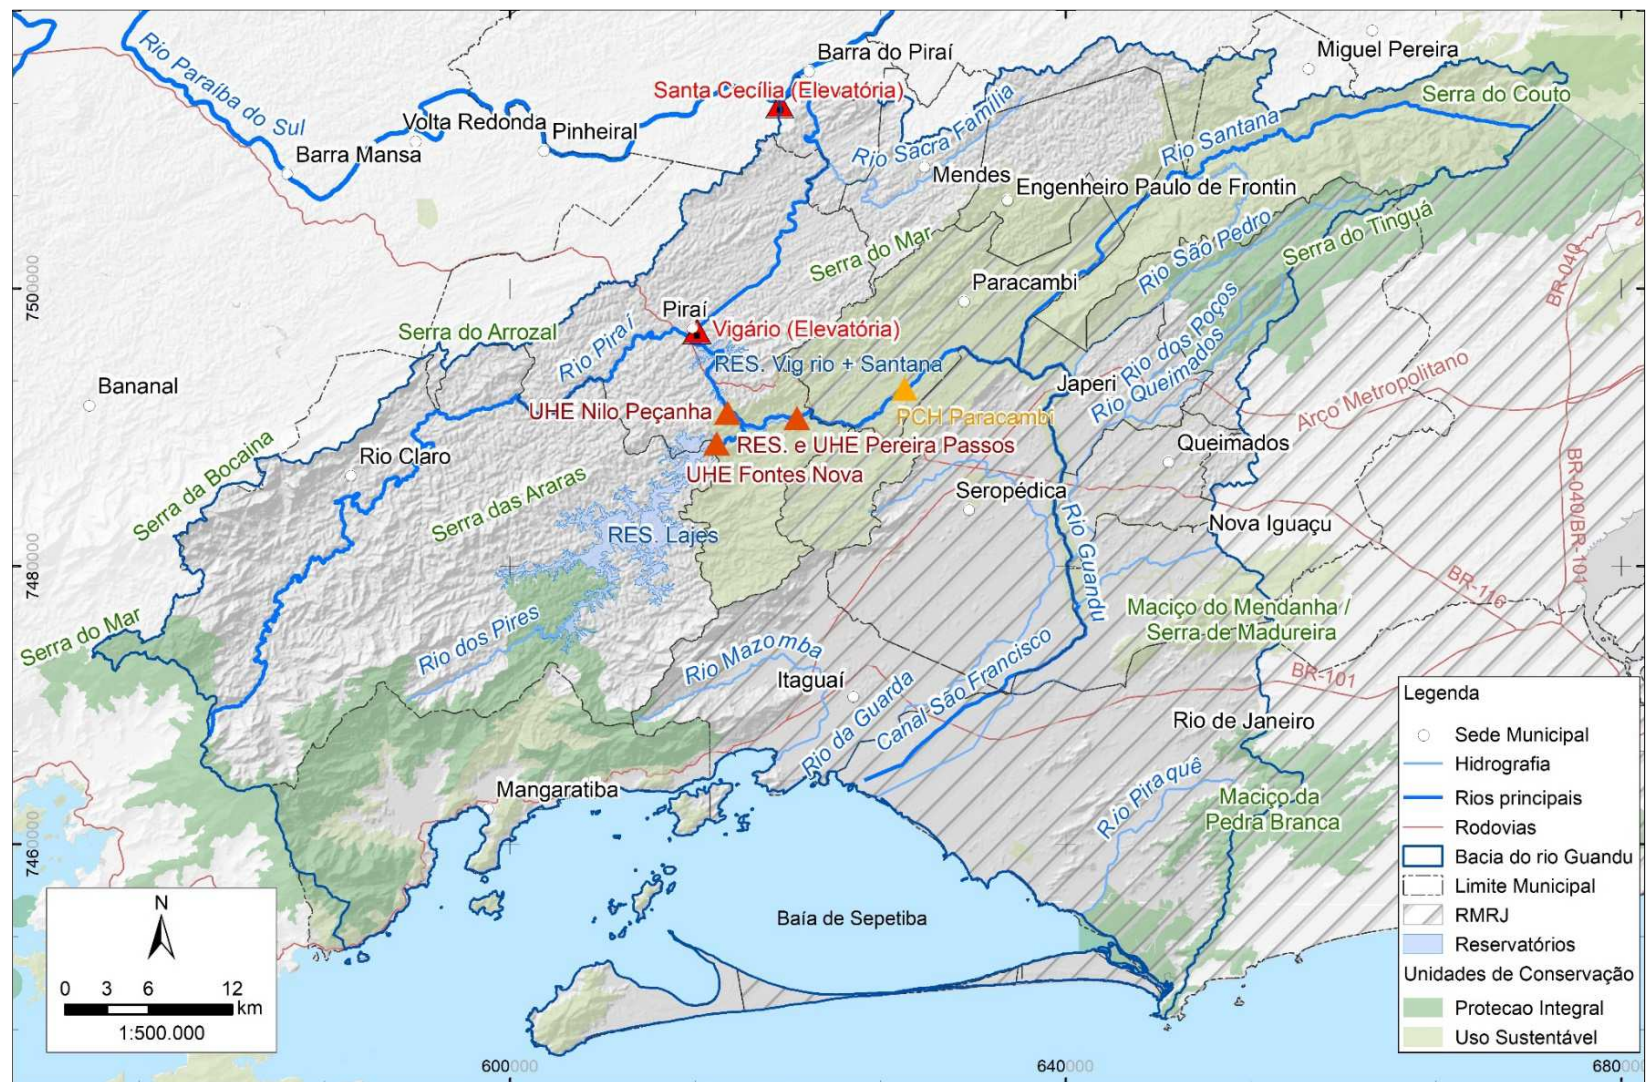 Rio Paraíba do Sul
Barra do Piraí
Miguel Pereira
Santa Cecília (Elevatória)
Serra do Couto
Volta Redonda
Pinheiral
Barra Mansa
Rio Sacra Família
Rio Santana
Mendes
Engenheiro Paulo de Frontin
Serra do Mar
Rio São Pedro
Serra do Tinguá
BR-040
7500000
Paracambi
Piraí
Vigário (Elevatória)
Serra do Arrozal
Rio Piraí
RES. Vig rio + Santana
Rio dos Poços
Rio Queimados
Japeri
Arco Metropolitano
Bananal
UHE Nilo Peçanha
PCH Paracambi
RES. e UHE Pereira Passos
UHE Fontes Nova
Queimados
Rio Claro
Serra da Bocaina
Serra das Araras
Seropédica
BR-040/BR-101
RES. Lajes
Rio Guandu
Nova Iguaçu
7480000
BR-116
Serra do Mar
Rio dos Pires
Maciço do Mendanha /
Serra de Madureira
Rio Mazomba
Itaguaí
Rio da Guarda
Canal São Francisco
BR-101
Rio de Janeiro
Mangaratiba
Rio Piraquê
Maciço da
Pedra Branca
7460000
Baía de Sepetiba
N
0 3 6 12
km
1:500.000
600000
640000
680000
Legenda
Sede Municipal
Hidrografia
Rios principais
Rodovias
Bacia do rio Guandu
Limite Municipal
RMRJ
Reservatórios
Unidades de Conservação
Protecao Integral
Uso Sustentável